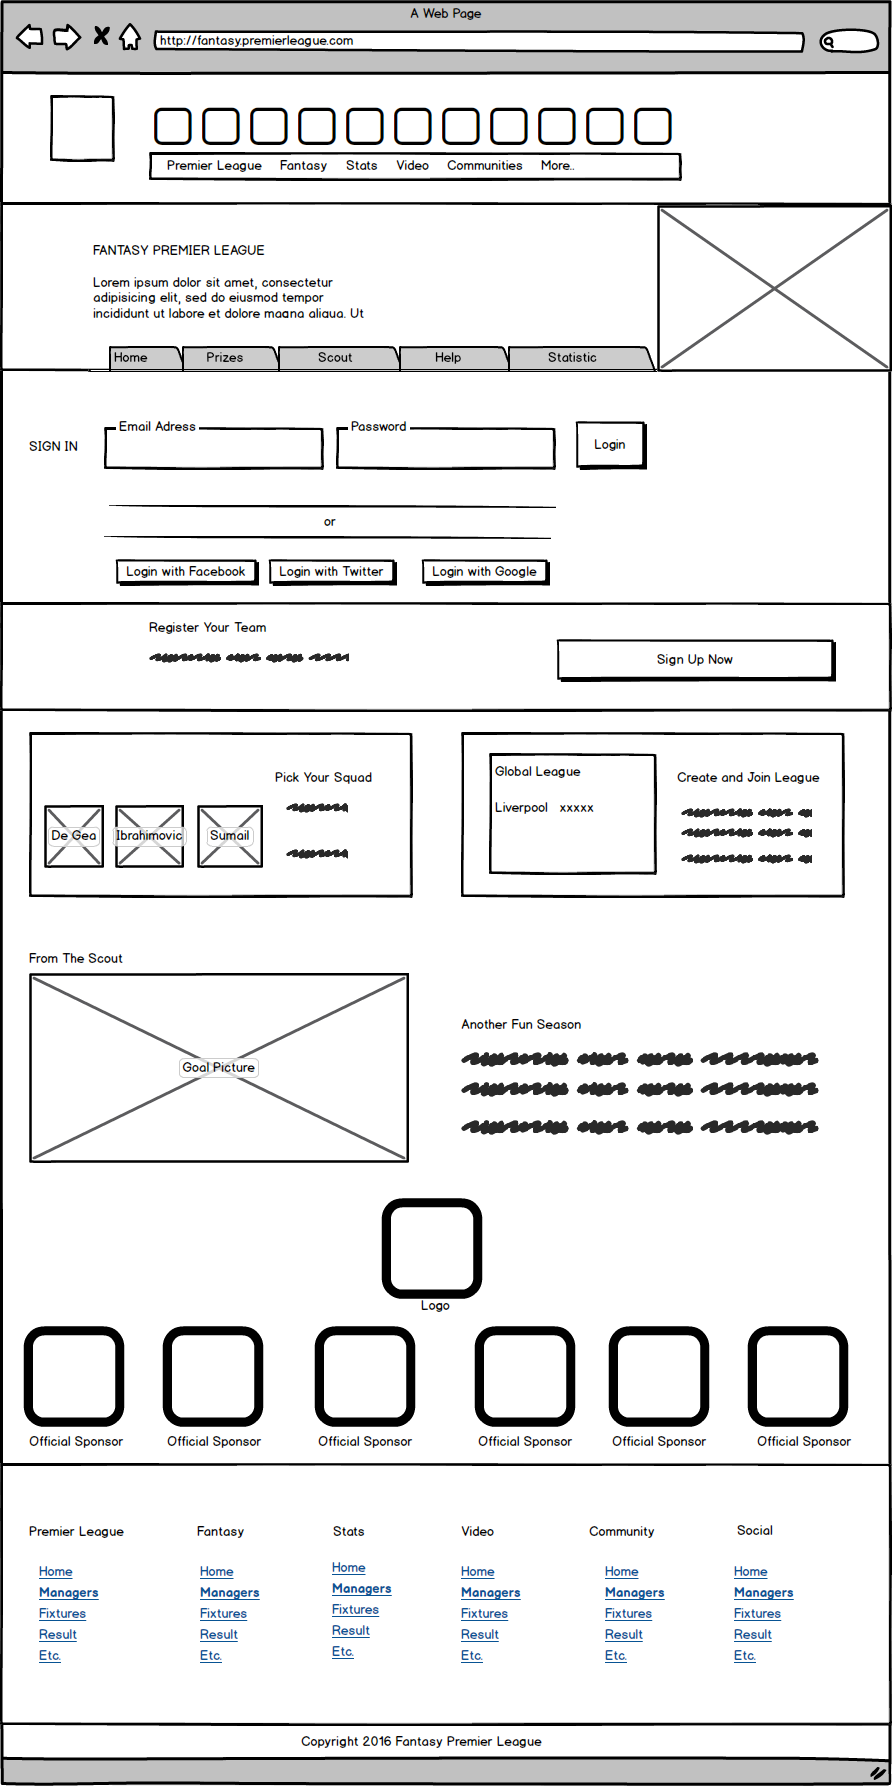 A Web Page
http://fantasy.premierleague.com
Premier League Fantasy Stats Video Communities More..
FANTASY PREMIER LEAGUE
Lorem ipsum dolor sit amet, consectetur
adipisicing elit, sed do eiusmod tempor
incididunt ut labore et dolore magna aliqua. Ut
Home Prizes Scout Help Statistic
Email Adress Password
SIGN IN Login
or
Login with Facebook Login with Twitter Login with Google
Register Your Team
Sign Up Now
Pick Your Squad
De Gea Ibrahimovic Sumail
Global League
Liverpool xxxxx
Create and Join League
From The Scout
Goal Picture
Another Fun Season
Logo
Official Sponsor Official Sponsor Official Sponsor Official Sponsor Official Sponsor Official Sponsor
Premier League Fantasy Stats Video Community Social
Home Home Home Home Home Home
Managers Managers Managers Managers Managers Managers
Fixtures Fixtures Fixtures Fixtures Fixtures Fixtures
Result Result Result Result Result Result
Etc. Etc. Etc. Etc. Etc. Etc.
Copyright 2016 Fantasy Premier League